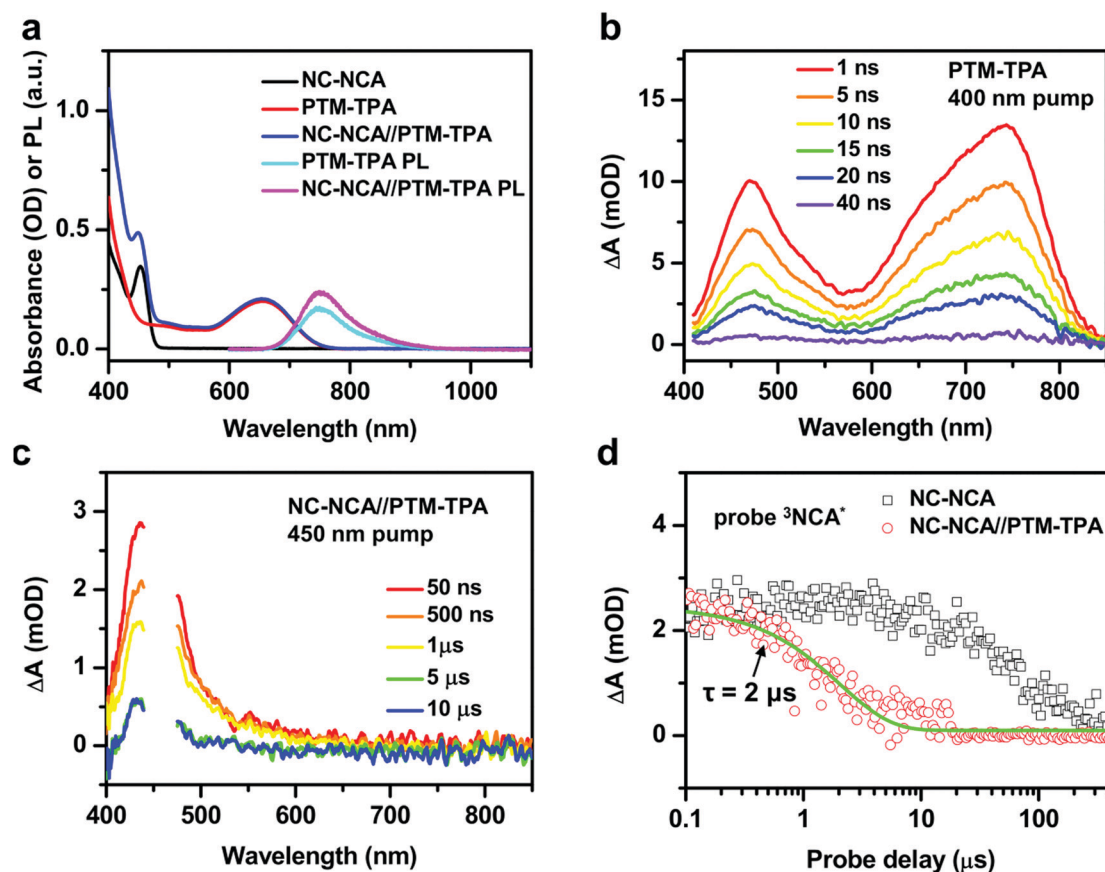 a
Absorbance (OD) or PL (a.u.)
1.0
0.5
0.0
NC-NCA
PTM-TPA
NC-NCA//PTM-TPA
PTM-TPA PL
NC-NCA//PTM-TPA PL
400 600 800 1000
Wavelength (nm)
b
ΔA (mOD)
15
10
5
0
1 ns
5 ns
10 ns
15 ns
20 ns
40 ns
PTM-TPA
400 nm pump
400 500 600 700 800
Wavelength (nm)
c
ΔA (mOD)
3
2
1
0
NC-NCA//PTM-TPA
450 nm pump
50 ns
500 ns
1μs
5 μs
10 μs
400 500 600 700 800
Wavelength (nm)
d
ΔA (mOD)
4
2
0
probe ³NCA*
NC-NCA
NC-NCA//PTM-TPA
τ = 2 μs
0.1 1 10 100
Probe delay (μs)